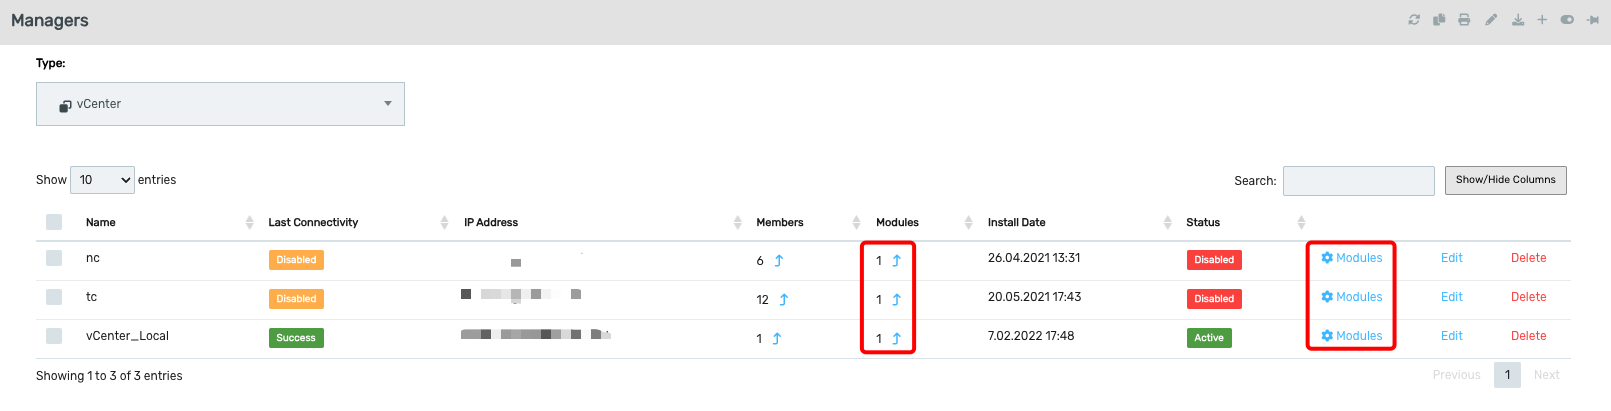 Managers
Type:
vCenter
Show 10 entries
Search: Show/Hide Columns
Name Last Connectivity IP Address Members Modules Install Date Status
nc Disabled 6 1 26.04.2021 13:31 Disabled Modules Edit Delete
tc Disabled 12 1 20.05.2021 17:43 Disabled Modules Edit Delete
vCenter_Local Success 1 1 7.02.2022 17:48 Active Modules Edit Delete
Showing 1 to 3 of 3 entries
Previous 1 Next